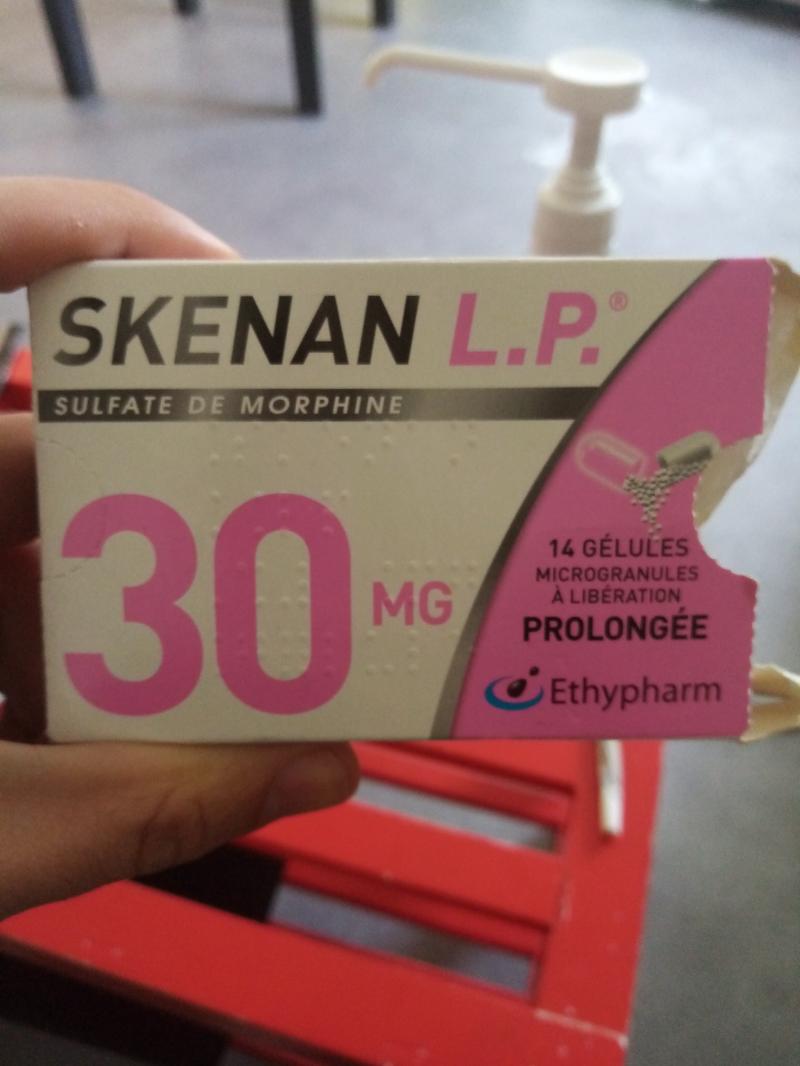 SKENAN L.P.®
SULFATE DE MORPHINE
30 MG
14 GÉLULES
MICROGRANULES
À LIBÉRATION
PROLONGÉE
Ethypharm